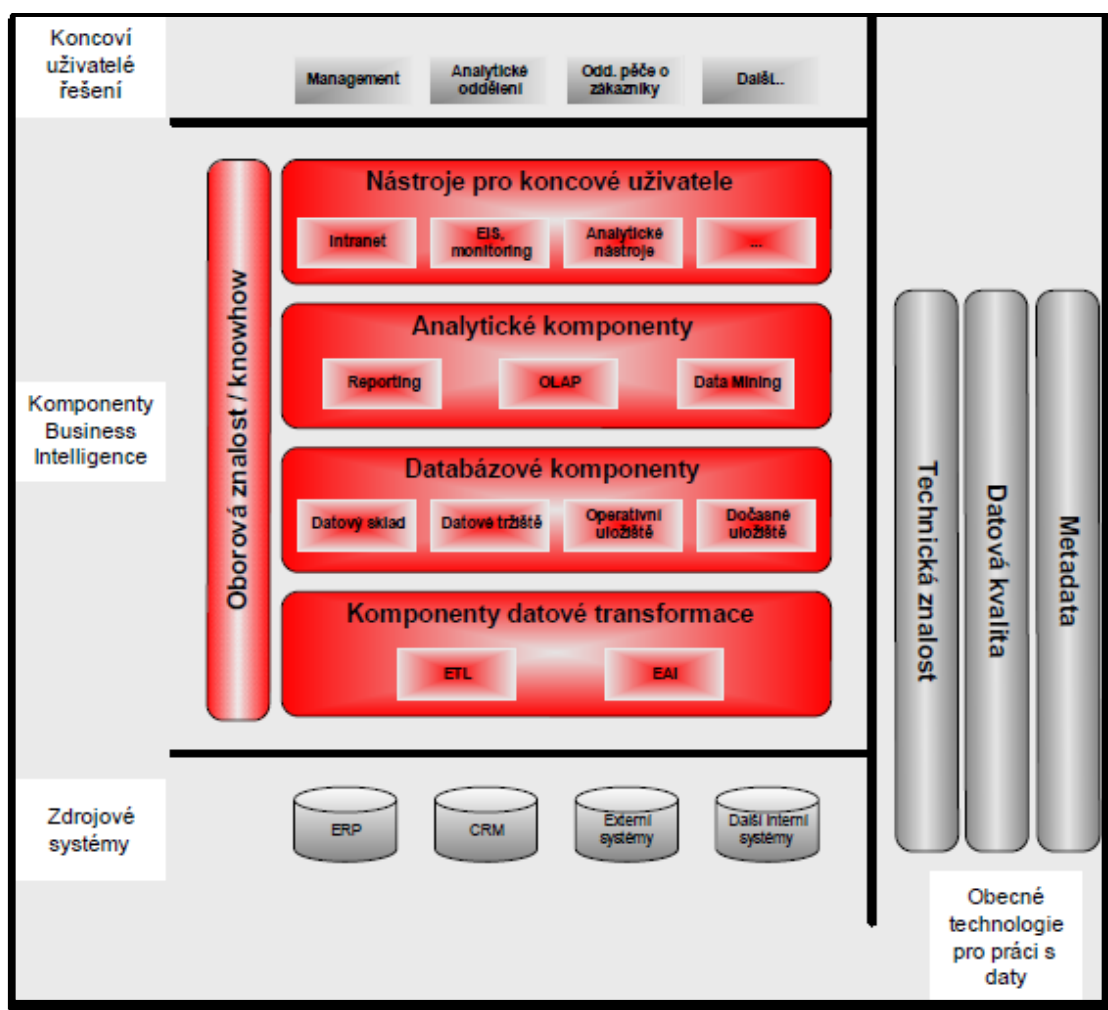 Koncoví
uživatelé
řešení
Management
Analytické
oddělení
Odd. péče o
zákazníky
Další...
Komponenty
Business
Intelligence
Oborová znalost / knowhow
Nástroje pro koncové uživatele
Intranet
EIS,
monitoring
Analytické
nástroje
...
Analytické komponenty
Reporting
OLAP
Data Mining
Databázové komponenty
Datový sklad
Datové tržiště
Operativní
uložiště
Dočasné
uložiště
Komponenty datové transformace
ETL
EAI
Zdrojové
systémy
ERP
CRM
Externí
systémy
Další interní
systémy
Technická znalost
Datová kvalita
Metadata
Obecné
technologie
pro práci s
daty